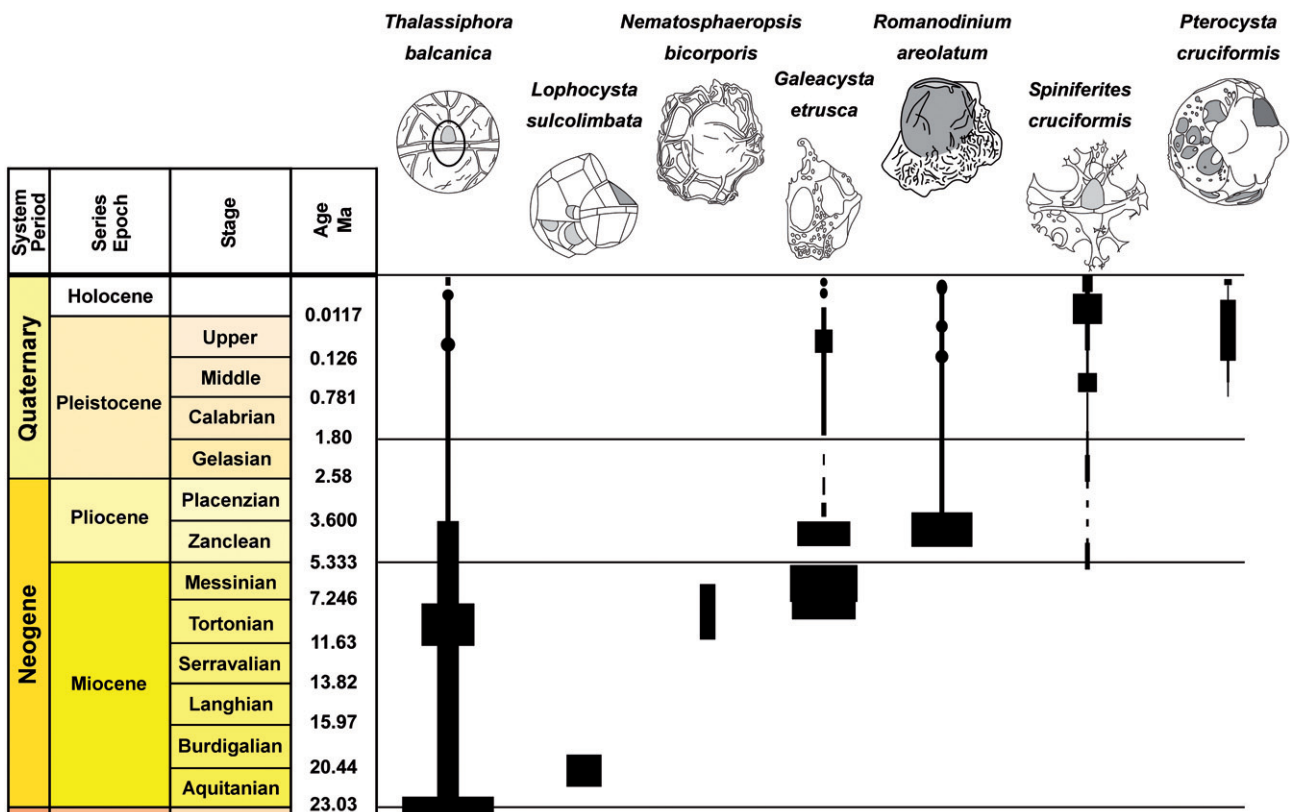 Thalassiphora
balcanica
Lophocysta
sulcolimbata
Nematosphaeropsis
bicorporis
Galeacysta
etrusca
Romanodinium
areolatum
Spiniferites
cruciformis
Pterocysta
cruciformis
System
Period
Series
Epoch
Stage
Age
Ma
Quaternary
Holocene
0.0117
Pleistocene
Upper
0.126
Middle
0.781
Calabrian
1.80
Gelasian
2.58
Neogene
Pliocene
Placenzian
3.600
Zanclean
5.333
Miocene
Messinian
7.246
Tortonian
11.63
Serravalian
13.82
Langhian
15.97
Burdigalian
20.44
Aquitanian
23.03